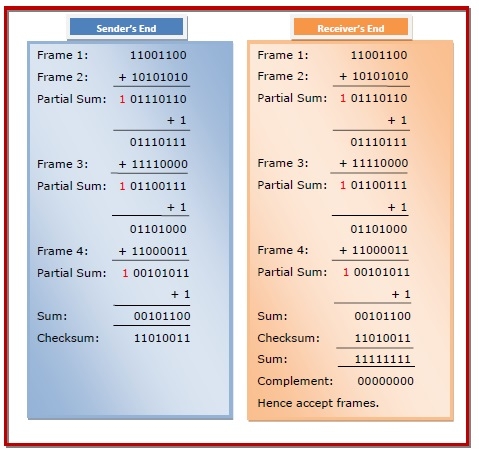 Sender's End
Frame 1: 11001100
Frame 2: + 10101010
Partial Sum: 1 01110110
+ 1
01110111
Frame 3: + 11110000
Partial Sum: 1 01100111
+ 1
01101000
Frame 4: + 11000011
Partial Sum: 1 00101011
+ 1
Sum: 00101100
Checksum: 11010011
Receiver's End
Frame 1: 11001100
Frame 2: + 10101010
Partial Sum: 1 01110110
+ 1
01110111
Frame 3: + 11110000
Partial Sum: 1 01100111
+ 1
01101000
Frame 4: + 11000011
Partial Sum: 1 00101011
+ 1
Sum: 00101100
Checksum: 11010011
Sum: 11111111
Complement: 00000000
Hence accept frames.